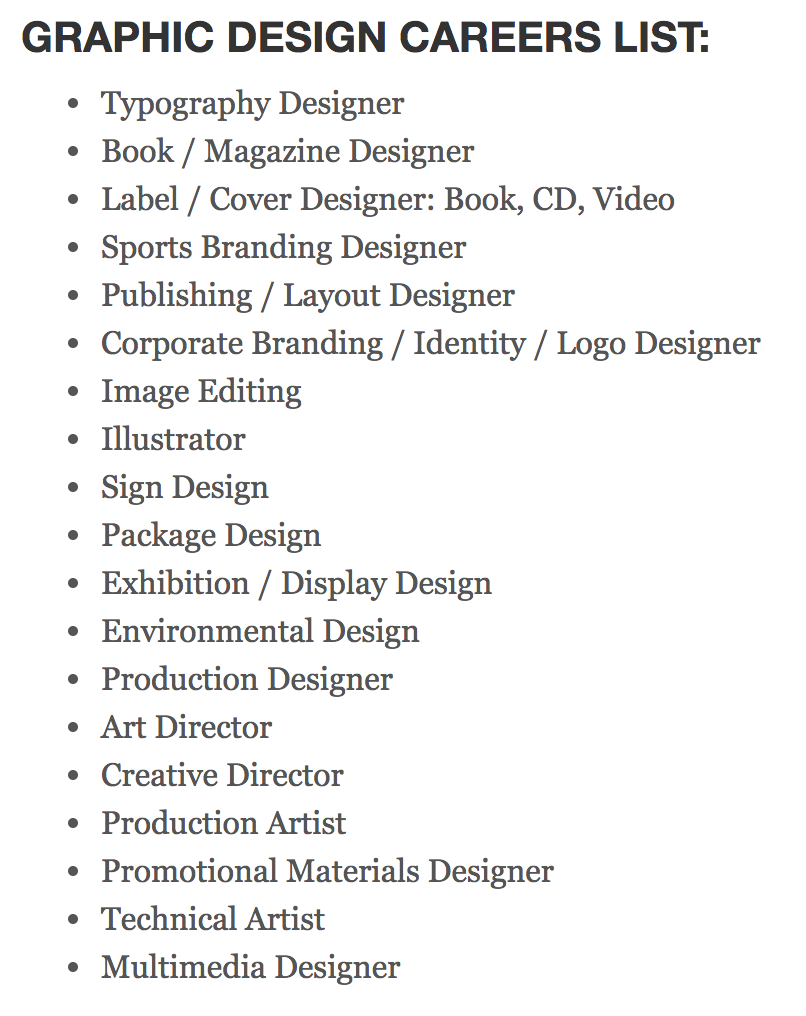 GRAPHIC DESIGN CAREERS LIST:
• Typography Designer
• Book / Magazine Designer
• Label / Cover Designer: Book, CD, Video
• Sports Branding Designer
• Publishing / Layout Designer
• Corporate Branding / Identity / Logo Designer
• Image Editing
• Illustrator
• Sign Design
• Package Design
• Exhibition / Display Design
• Environmental Design
• Production Designer
• Art Director
• Creative Director
• Production Artist
• Promotional Materials Designer
• Technical Artist
• Multimedia Designer